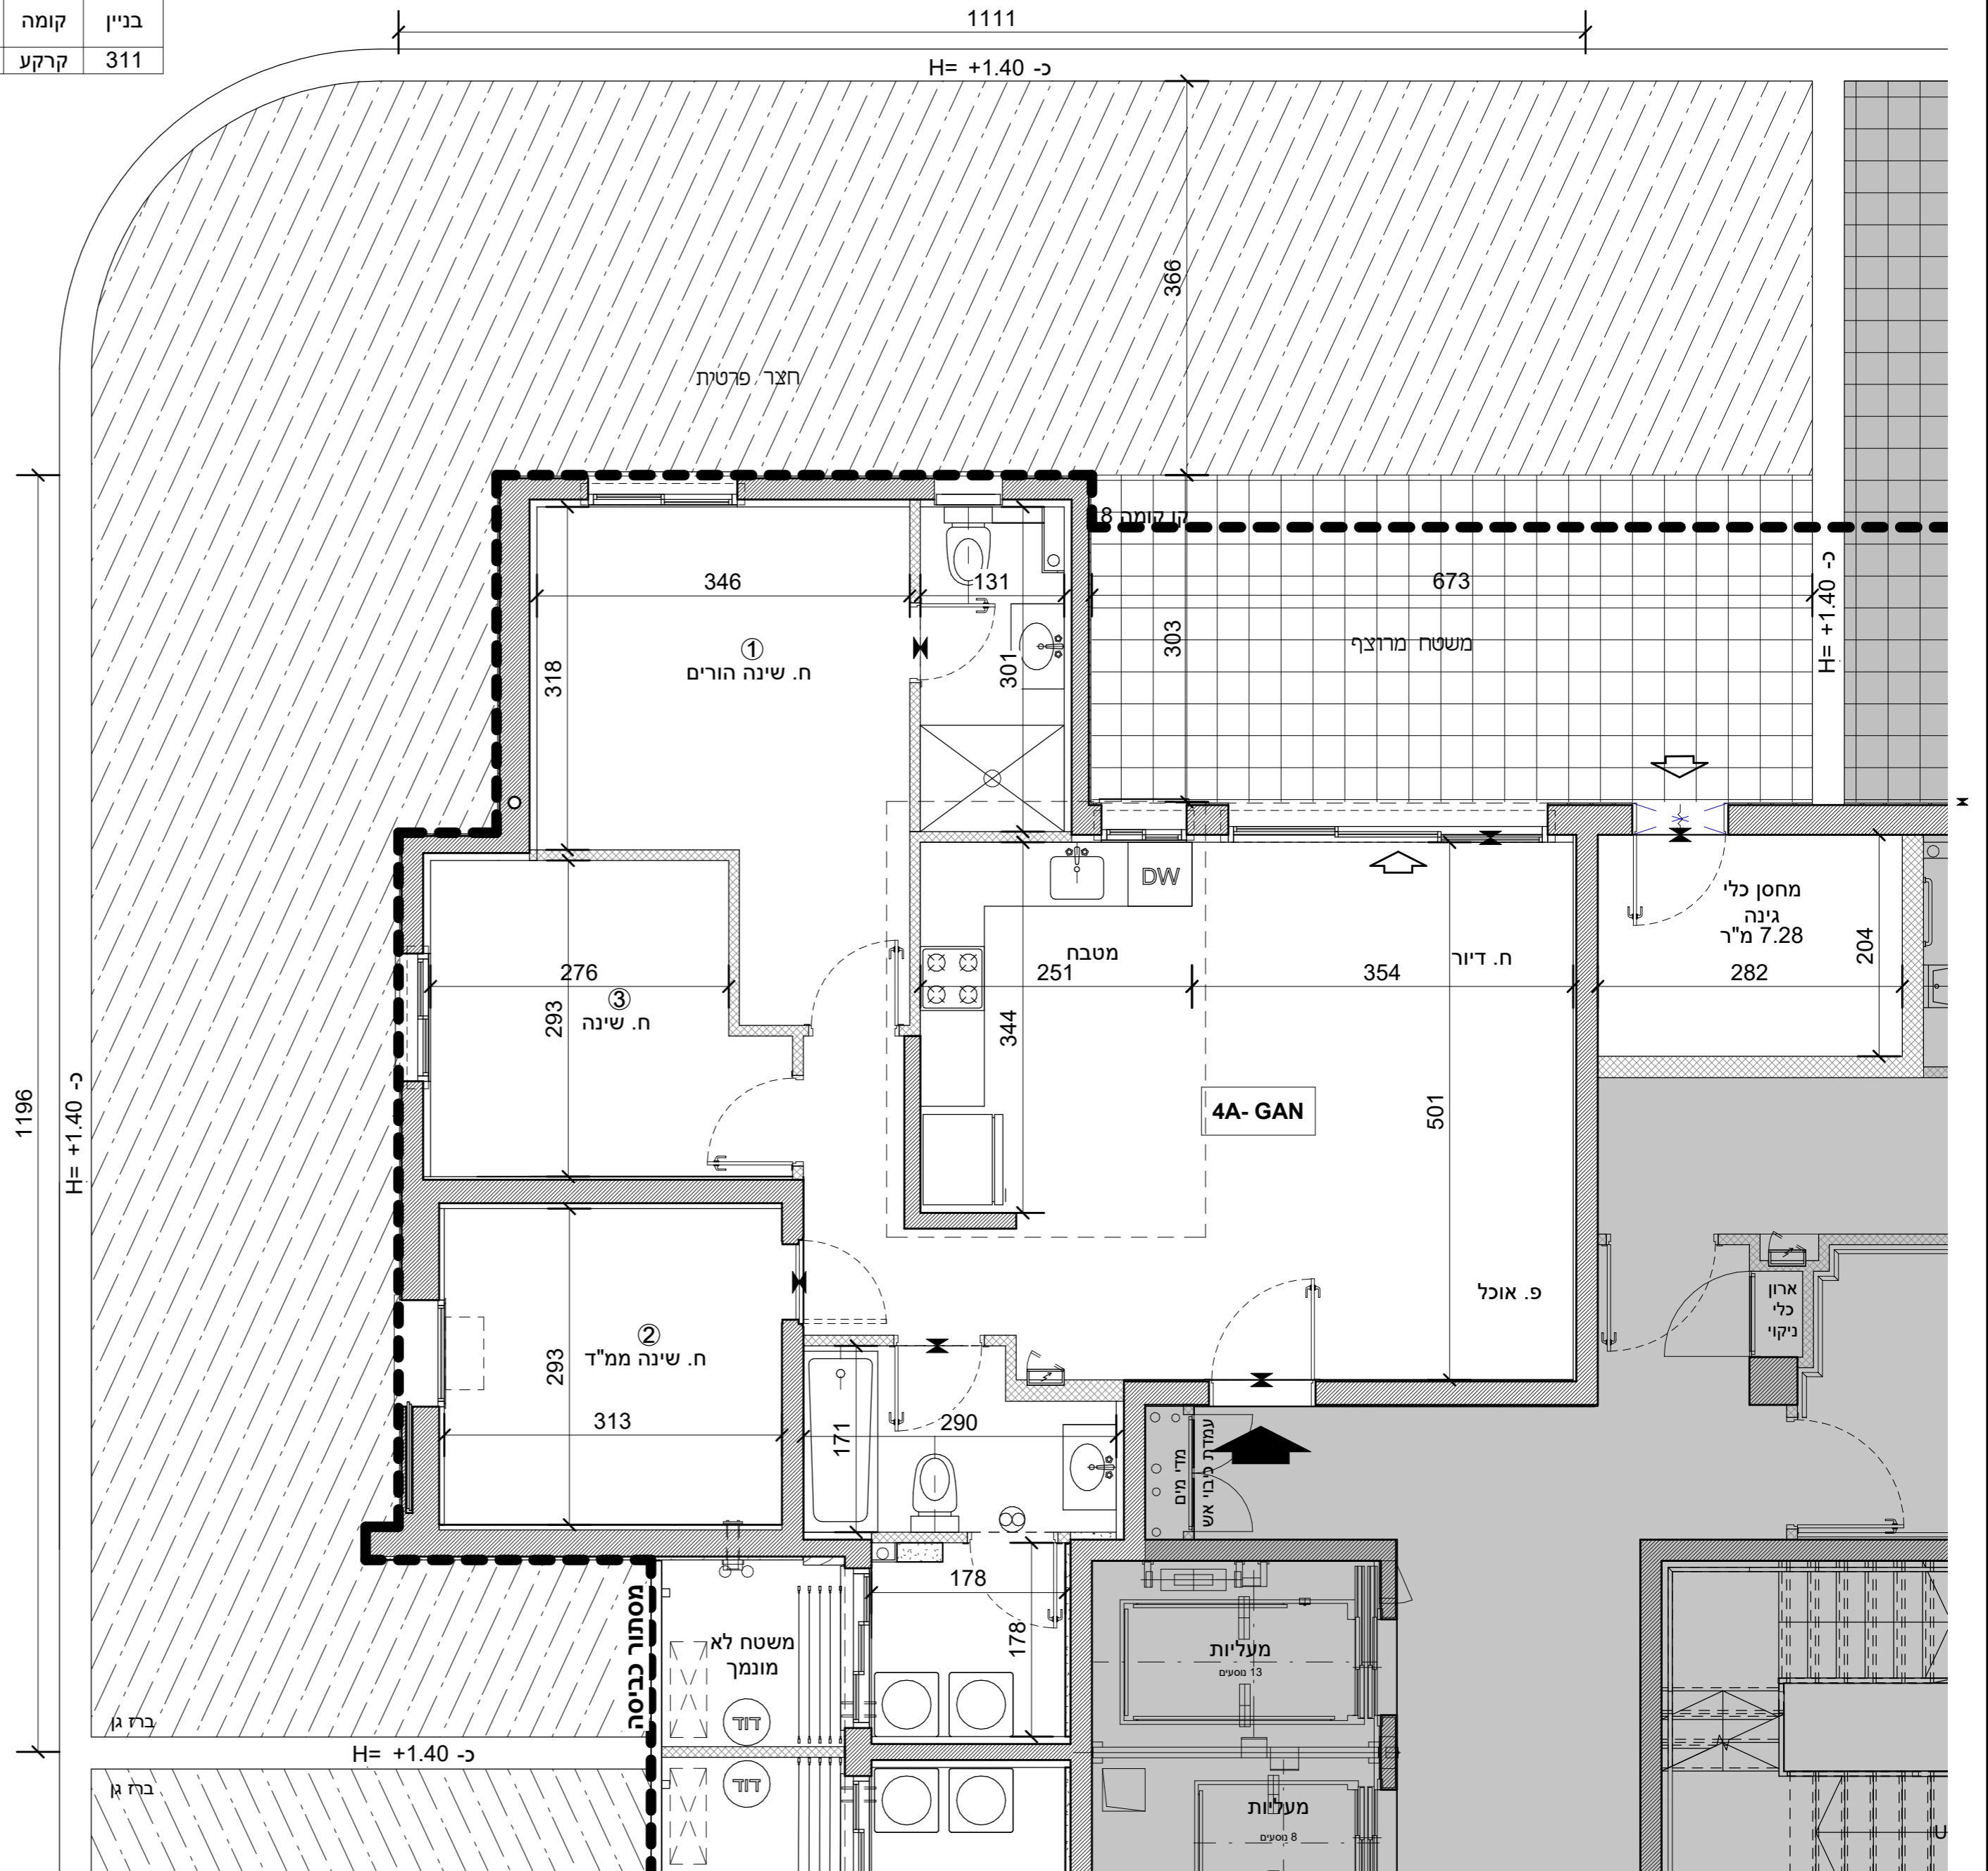 בניין קומה
311 קרקע
1111
כ- H= +1.40
366
חצר פרטית
קו קומה 8
346
131
673
כ- H= +1.40
303
משטח מרוצף
318
301
①
ח. שינה הורים
מחסן כלי
גינה
7.28 מ"ר
204
282
DW
מטבח
251
ח. דיור
354
276
③
ח. שינה
293
344
4A- GAN
501
1196
כ- H= +1.40
פ. אוכל
ארון
כלי
ניקוי
②
ח. שינה ממ"ד
293
313
171
290
מדי מים
עמדת כיבוי אש
178
178
מסתור כביסה
משטח לא
מונמך
דוד
דוד
מעליות
13 נוסעים
מעליות
8 נוסעים
ברז גן
כ- H= +1.40
ברז גן
U